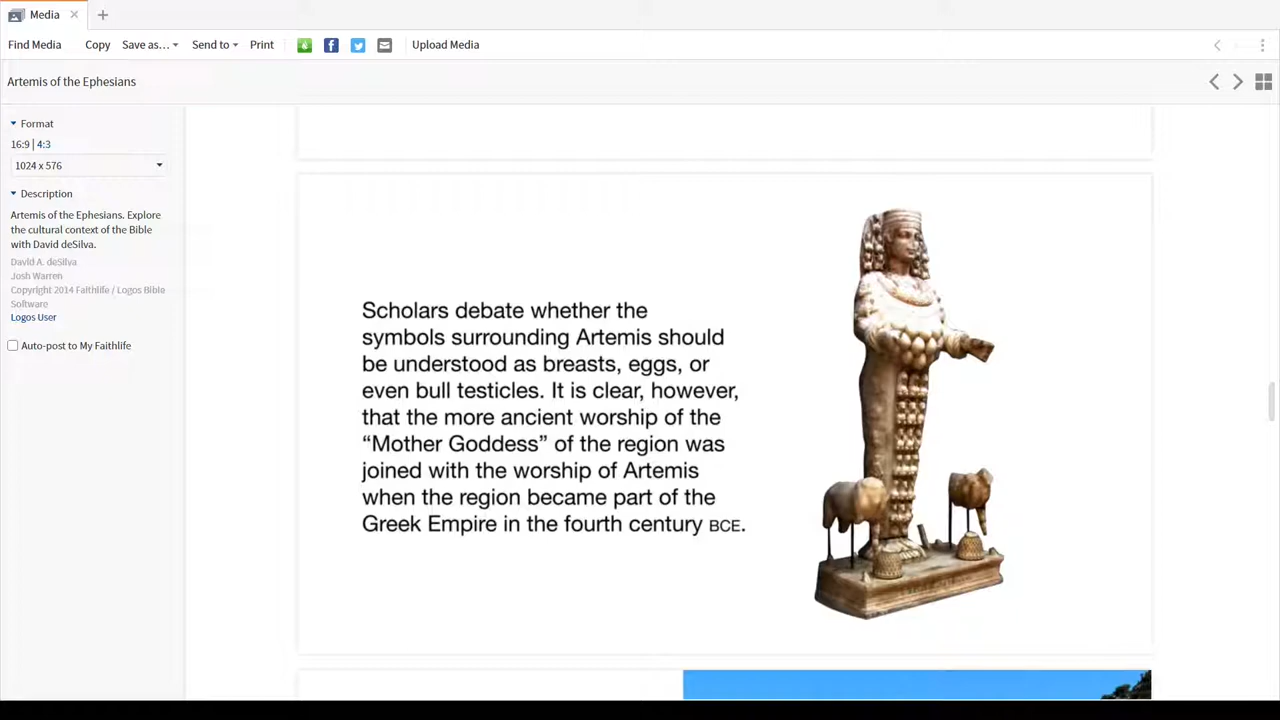 Media
Find Media Copy Save as... Send to Print Upload Media
Artemis of the Ephesians
Format
16:9 | 4:3
1024 x 576
Description
Artemis of the Ephesians. Explore
the cultural context of the Bible
with David deSilva.
David A. deSilva
Josh Warren
Copyright 2014 Faithlife / Logos Bible
Software
Logos User
Auto-post to My Faithlife
Scholars debate whether the
symbols surrounding Artemis should
be understood as breasts, eggs, or
even bull testicles. It is clear, however,
that the more ancient worship of the
“Mother Goddess” of the region was
joined with the worship of Artemis
when the region became part of the
Greek Empire in the fourth century BCE.